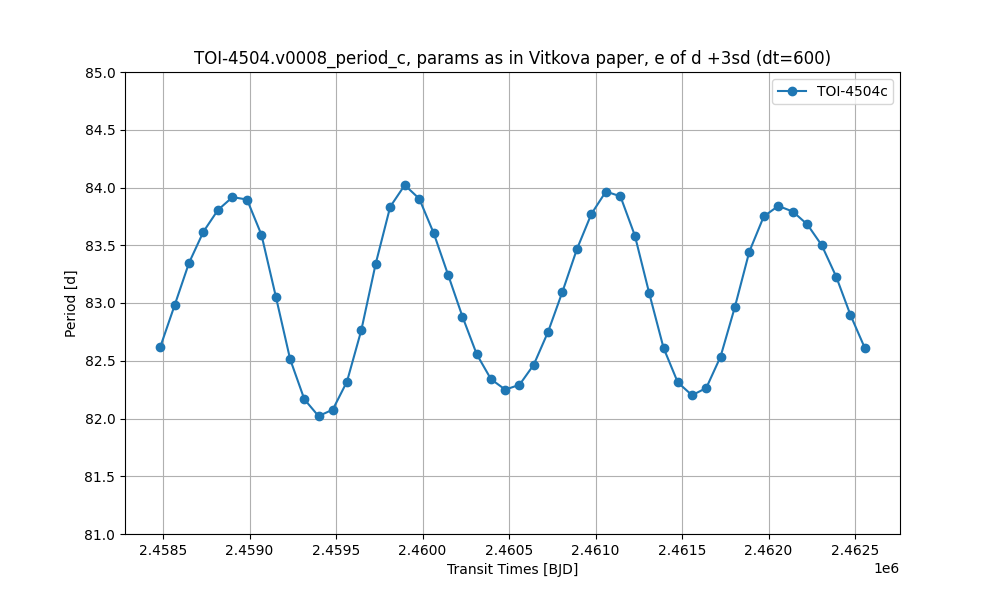 TOI-4504.v0008_period_c, params as in Vitkova paper, e of d +3sd (dt=600)
TOI-4504c
85.0
84.5
84.0
83.5
83.0
82.5
82.0
81.5
81.0
Period [d]
2.4585 2.4590 2.4595 2.4600 2.4605 2.4610 2.4615 2.4620 2.4625
Transit Times [BJD]
1e6